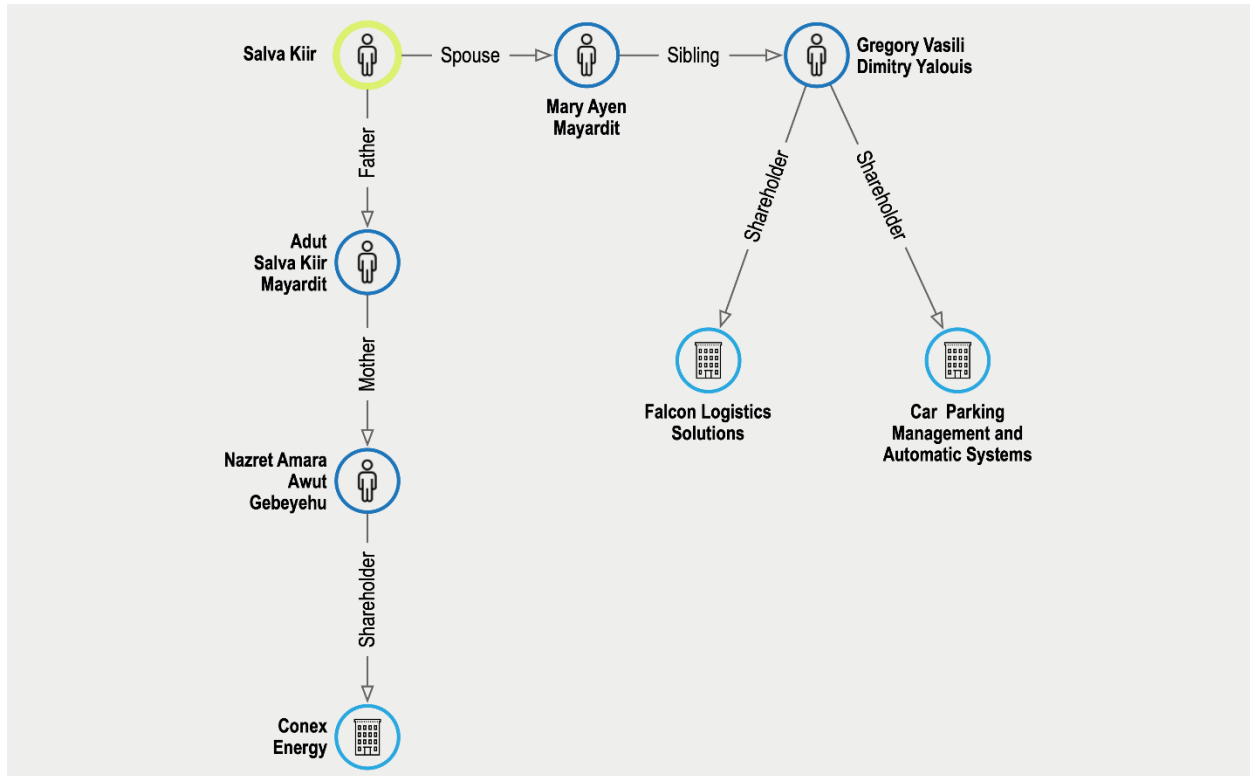 Salva Kiir
Spouse
Mary Ayen
Mayardit
Sibling
Gregory Vasili
Dimitry Yalouis
Father
Shareholder
Shareholder
Adut
Salva Kiir
Mayardit
Mother
Falcon Logistics
Solutions
Car Parking
Management and
Automatic Systems
Nazret Amara
Awut
Gebeyehu
Shareholder
Conex
Energy